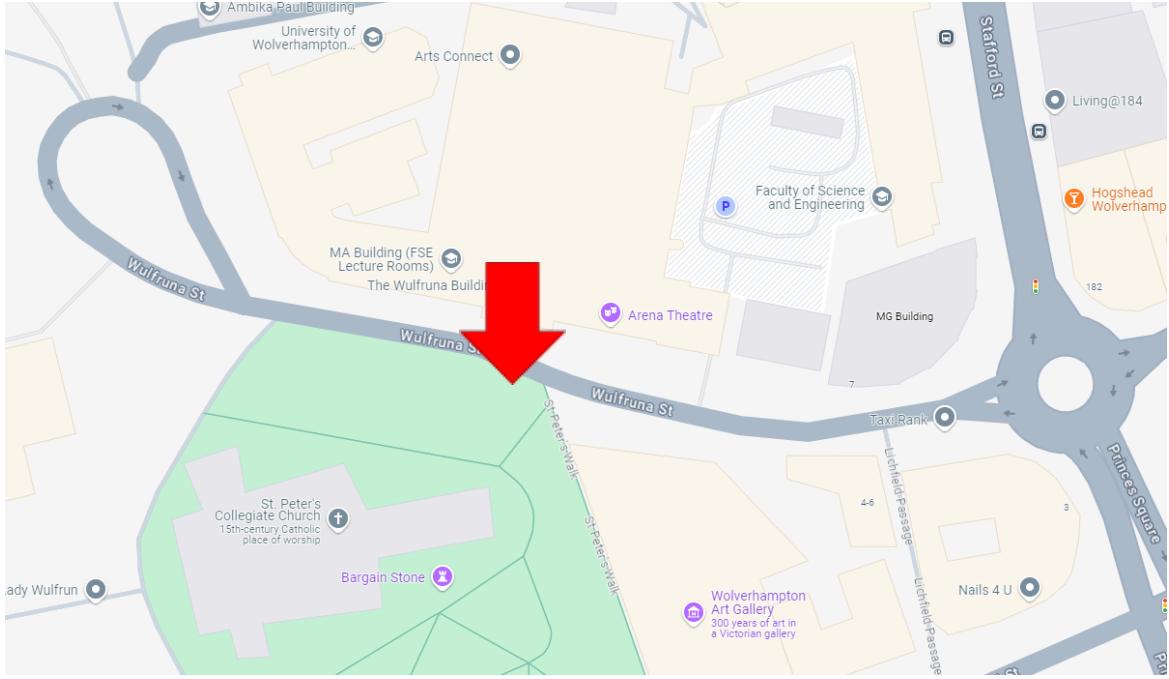 Ambika Paul Building
University of
Wolverhampton...
Arts Connect
Stafford St
Living@184
Faculty of Science
and Engineering
P
Hogshead
Wolverhamp
MA Building (FSE
Lecture Rooms)
The Wulfruna Buildin
Wulfruna St
182
Arena Theatre
MG Building
Wulfruna S
7
Wulfruna St
Taxi Rank
St Peter's Walk
Lichfield Passage
Princes Square
St. Peter's
Collegiate Church
15th-century Catholic
place of worship
4-6
3
St Peter's Walk
Bargain Stone
ady Wulfrun
Lichfield Passage
Nails 4 U
Wolverhampton
Art Gallery
300 years of art in
a Victorian gallery
St
Pri